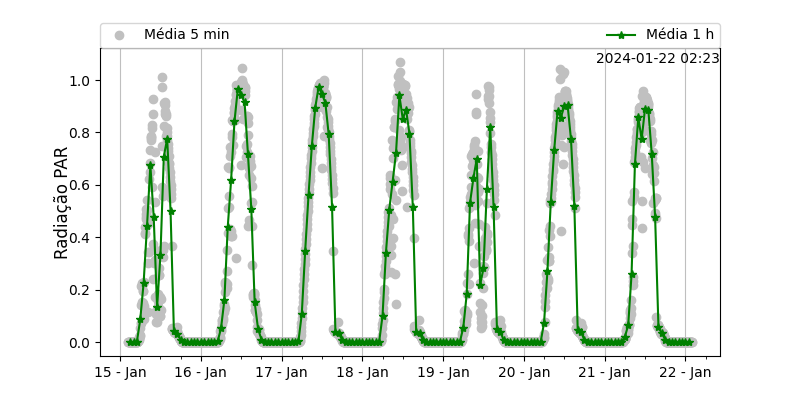 Média 5 min
Média 1 h
2024-01-22 02:23
Radiação PAR
1.0
0.8
0.6
0.4
0.2
0.0
15 - Jan
16 - Jan
17 - Jan
18 - Jan
19 - Jan
20 - Jan
21 - Jan
22 - Jan